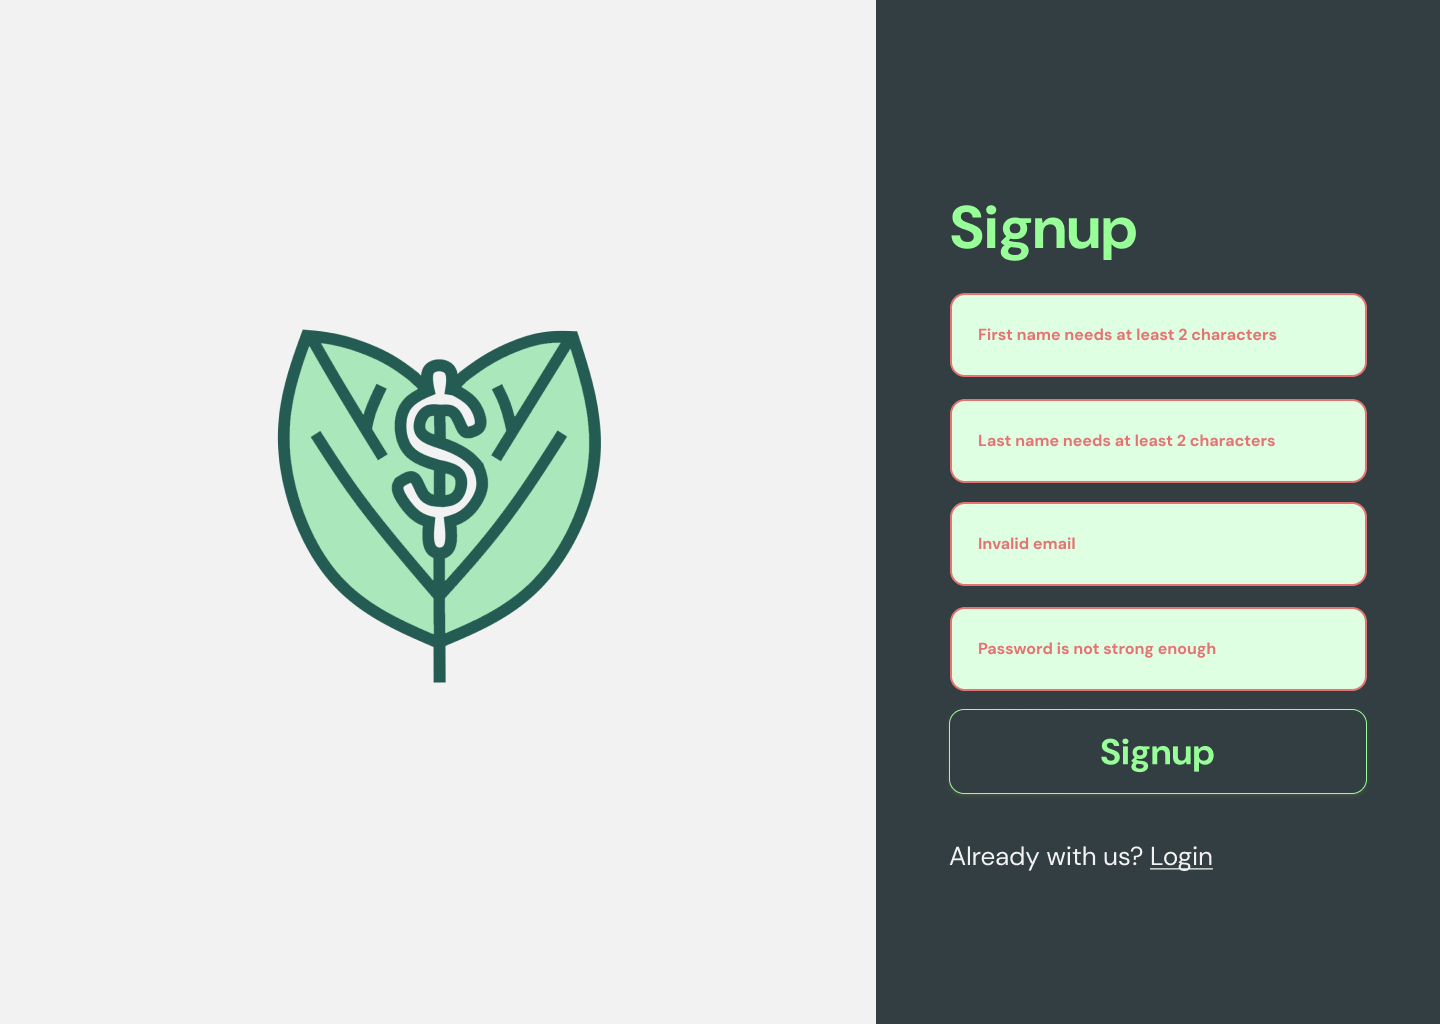 Signup
First name needs at least 2 characters
Last name needs at least 2 characters
Invalid email
Password is not strong enough
Signup
Already with us? Login